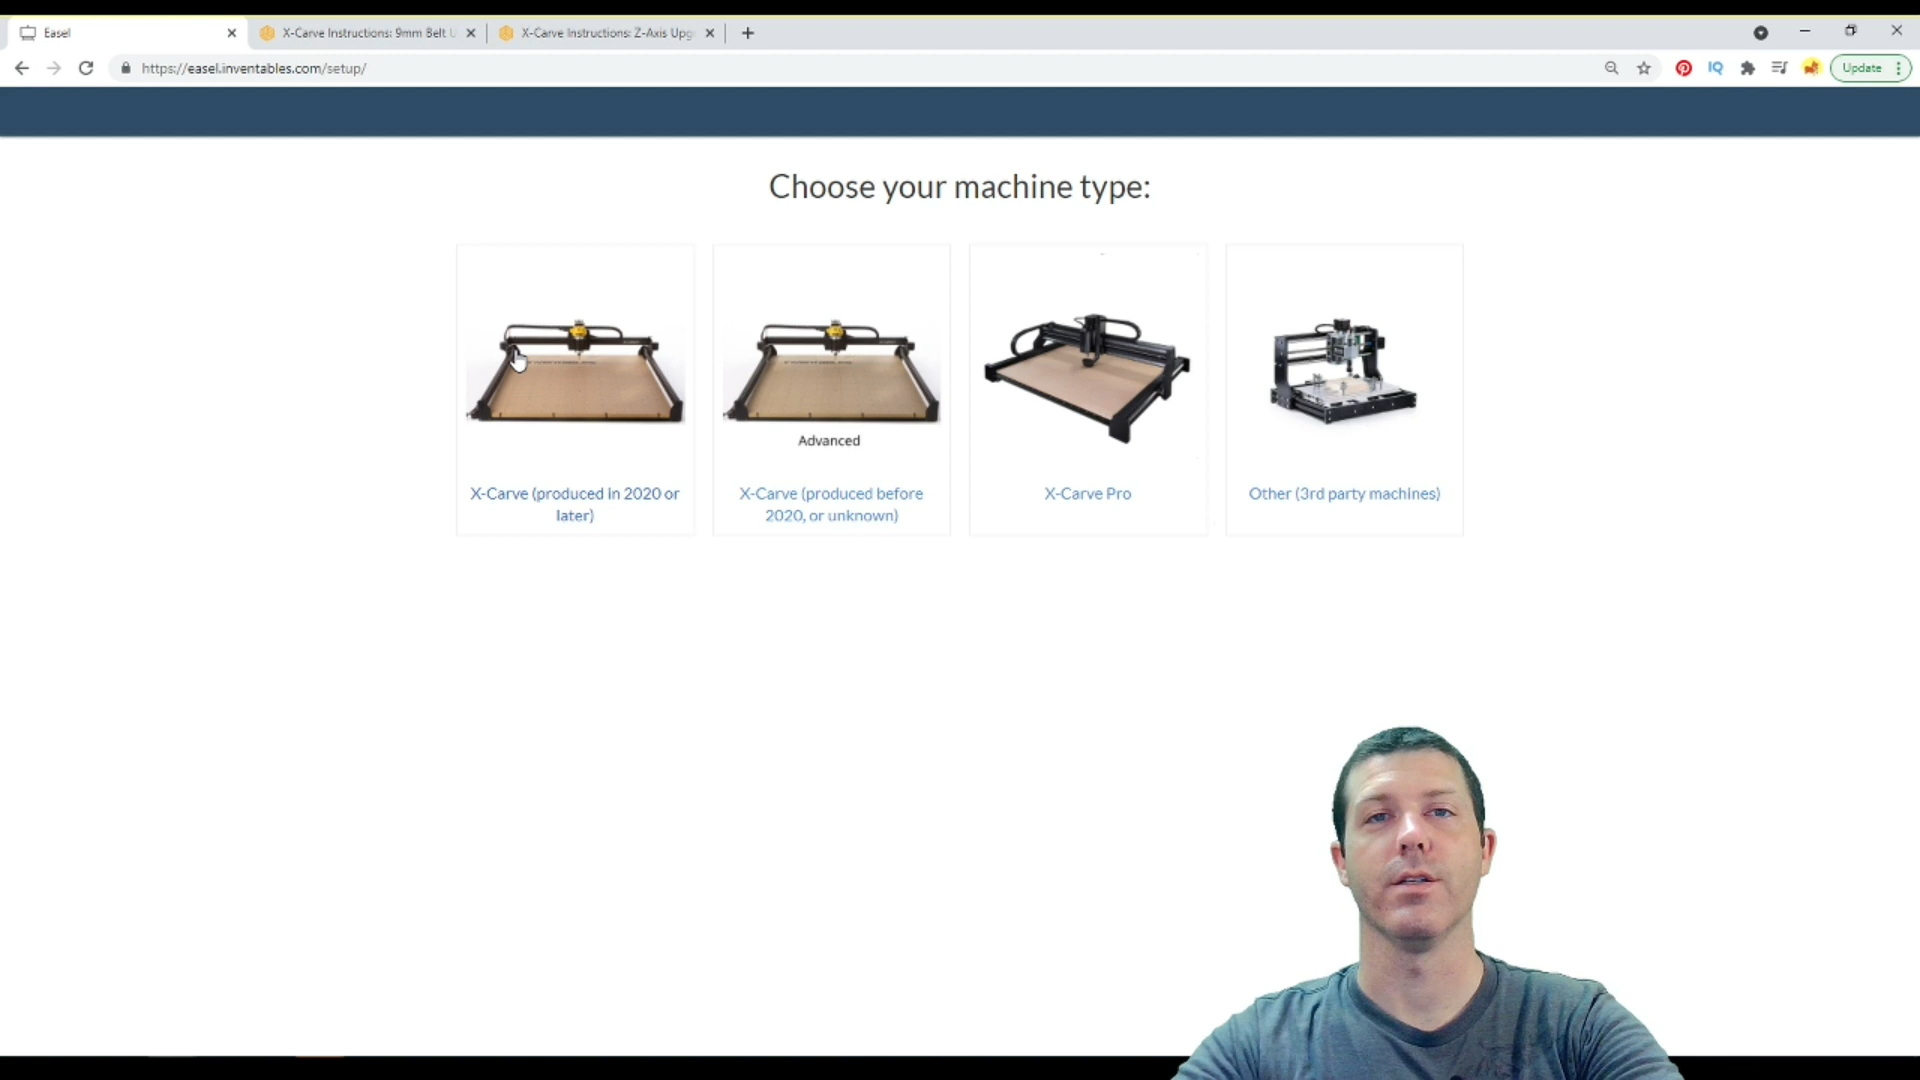 Easel
X-Carve Instructions: 9mm Belt U
X-Carve Instructions: Z-Axis Upg
https://easel.inventables.com/setup/
IQ
Update
Choose your machine type:
Advanced
X-Carve (produced in 2020 or
later)
X-Carve (produced before
2020, or unknown)
X-Carve Pro
Other (3rd party machines)